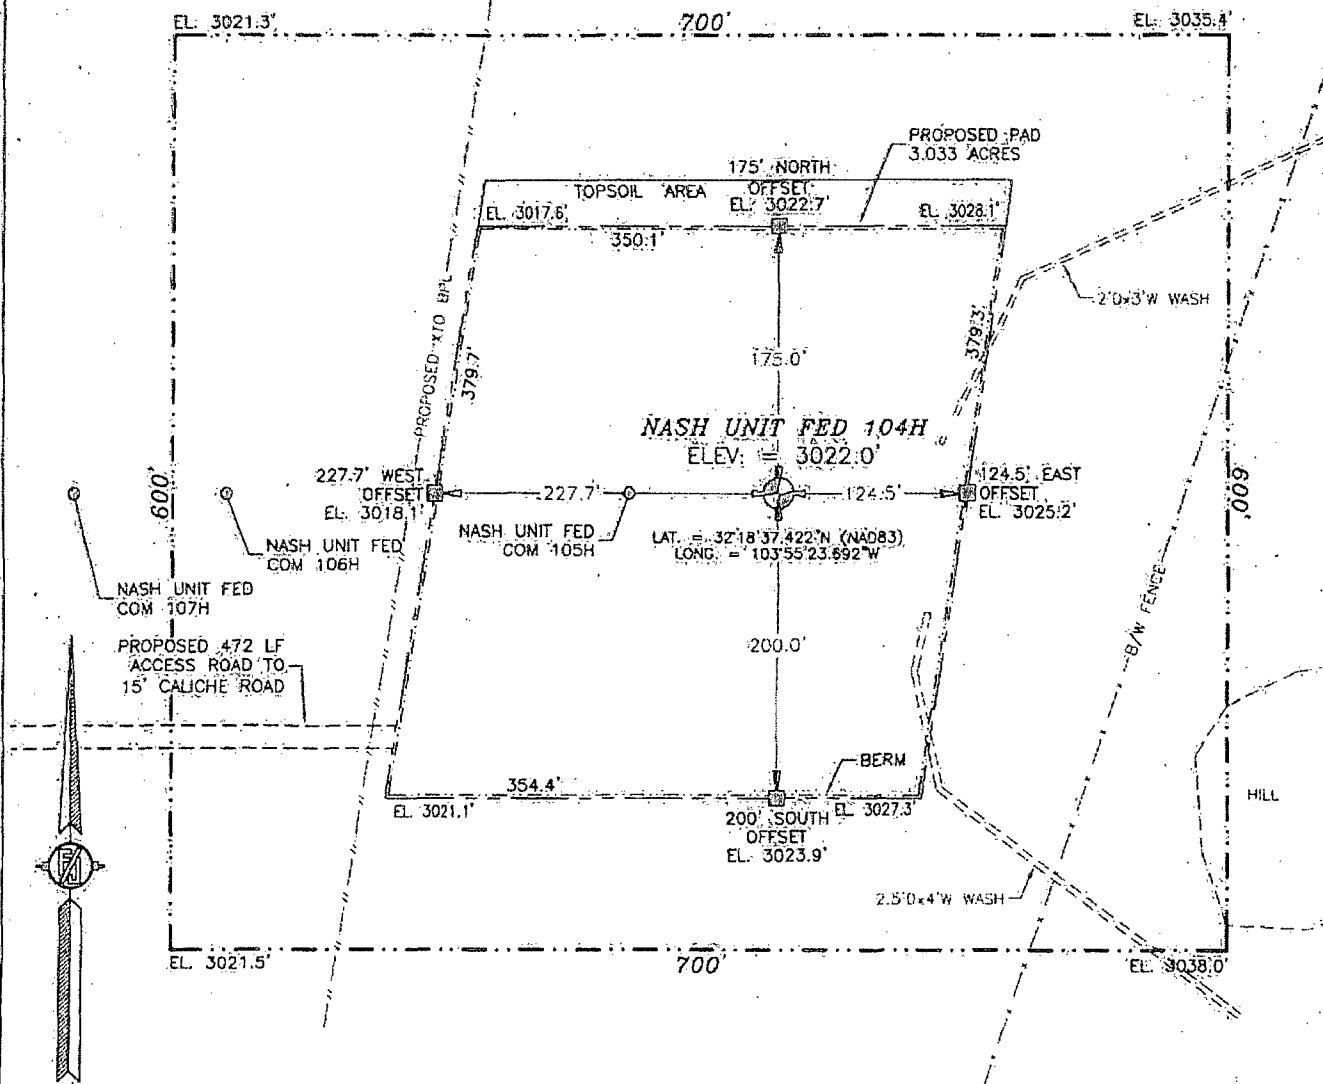 EL. 3021.3'
700'
EL. 3035.4'
PROPOSED PAD
3.033 ACRES
175' NORTH
OFFSET
EL. 3022.7'
TOPSOIL AREA
EL. 3017.6'
EL. 3028.1'
350.1'
2'Dx3'W WASH
PROPOSED XTO BPL
379.7'
379.3'
175.0'
NASH UNIT FED 104H
ELEV. = 3022.0'
600'
227.7' WEST
OFFSET
EL. 3018.1'
227.7'
124.5'
124.5' EAST
OFFSET
EL. 3025.2'
600'
NASH UNIT FED
COM 105H
LAT. = 32°18'37.422"N (NAD83)
LONG. = 103°55'23.692"W
NASH UNIT FED
COM 106H
NASH UNIT FED
COM 107H
B/W FENCE
PROPOSED 472 LF
ACCESS ROAD TO
15' CALICHE ROAD
200.0'
BERM
354.4'
EL. 3021.1'
EL. 3027.3'
HILL
200' SOUTH
OFFSET
EL. 3023.9'
2.5'Dx4'W WASH
EL. 3021.5'
700'
EL. 3038.0'